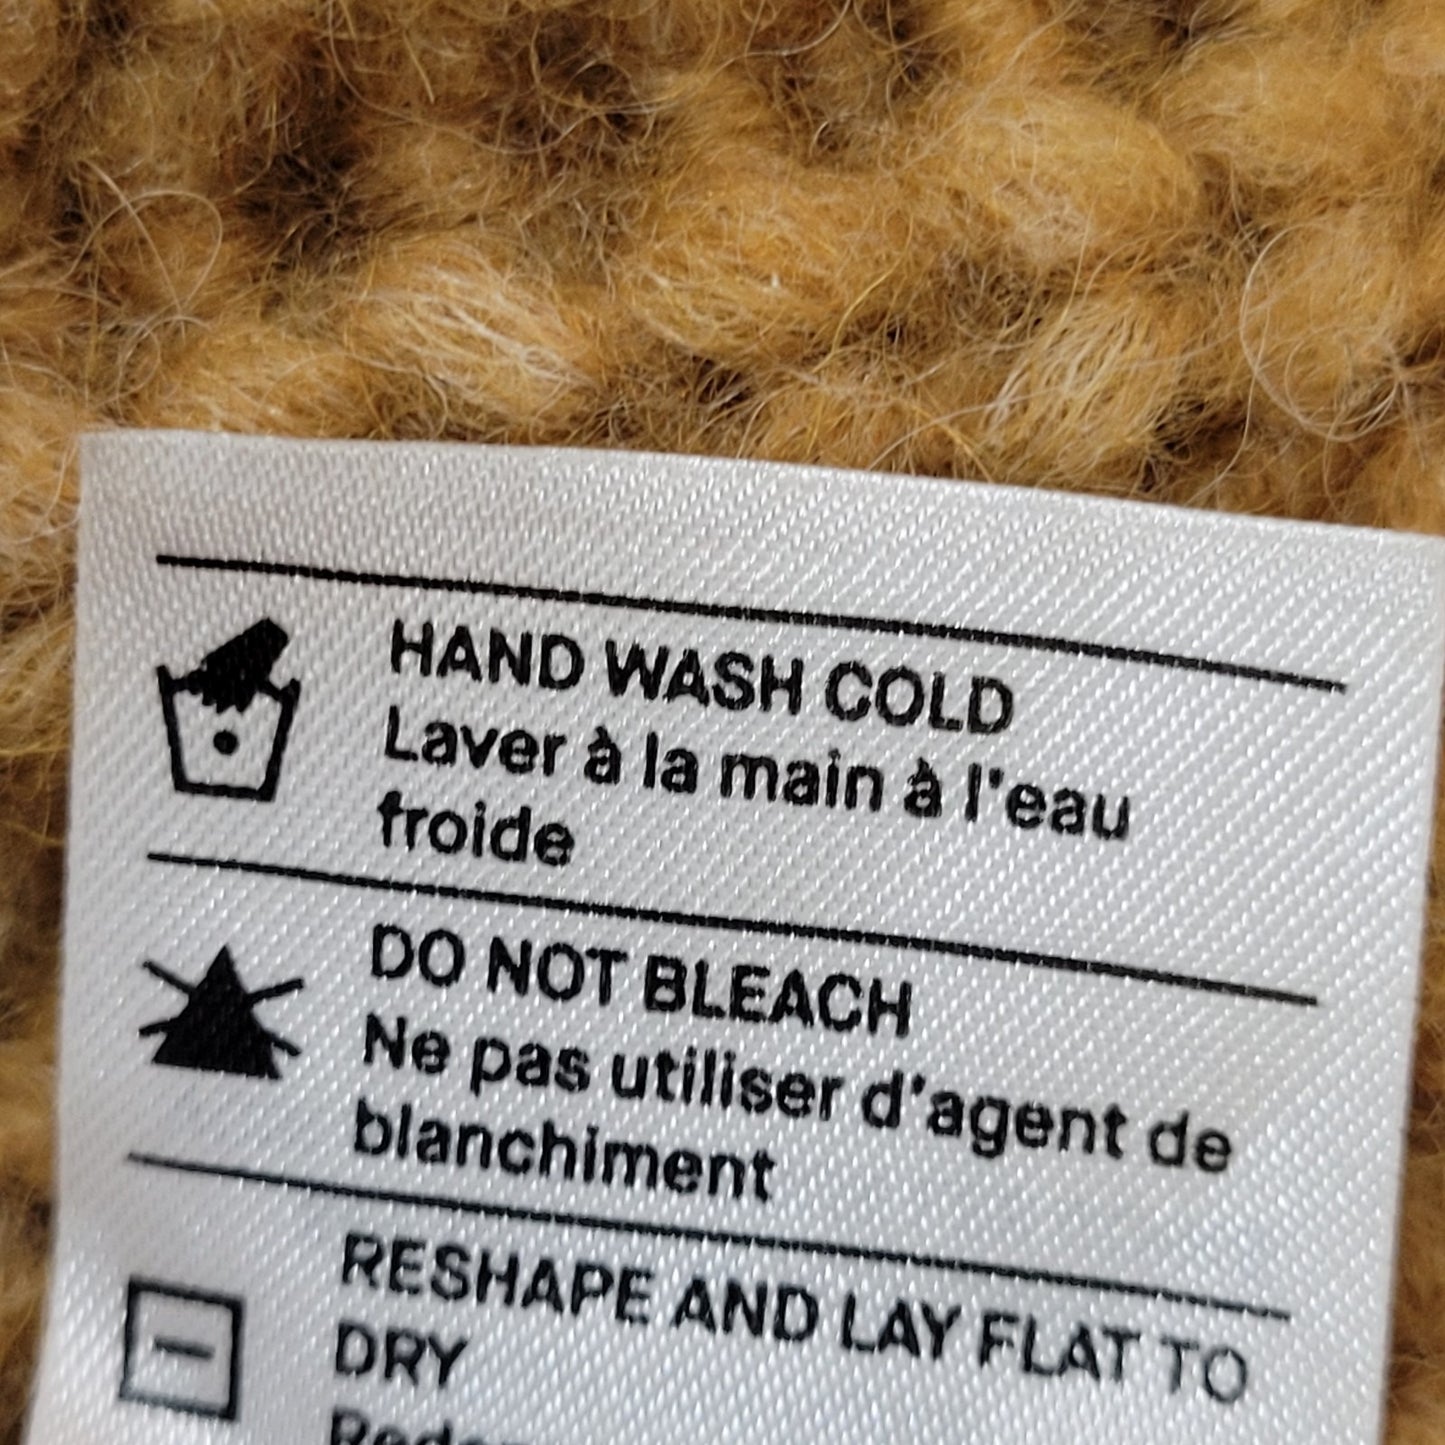 HAND WASH COLD
Laver à la main à l'eau
froide
DO NOT BLEACH
Ne pas utiliser d'agent de
blanchiment
RESHAPE AND LAY FLAT TO
DRY